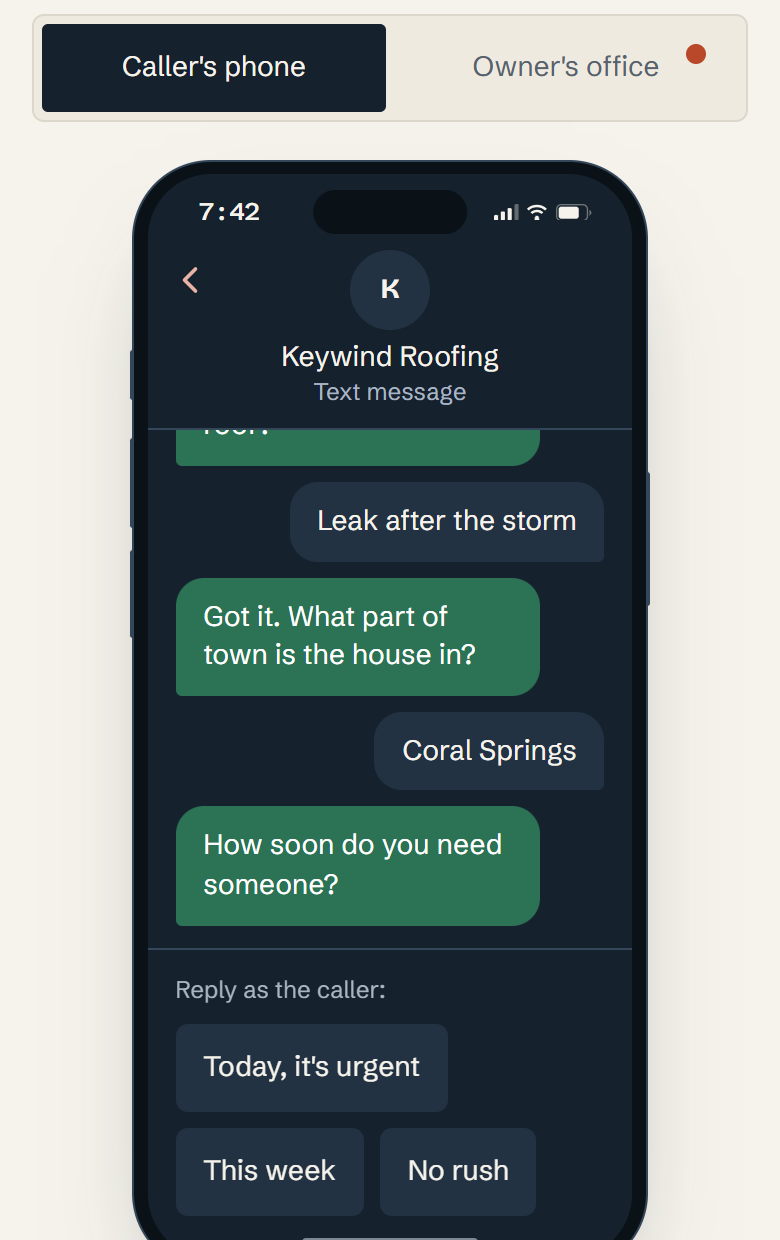 Caller's phone
Owner's office
7:42
K
Keywind Roofing
Text message
Leak after the storm
Got it. What part of
town is the house in?
Coral Springs
How soon do you need
someone?
Reply as the caller:
Today, it's urgent
This week
No rush